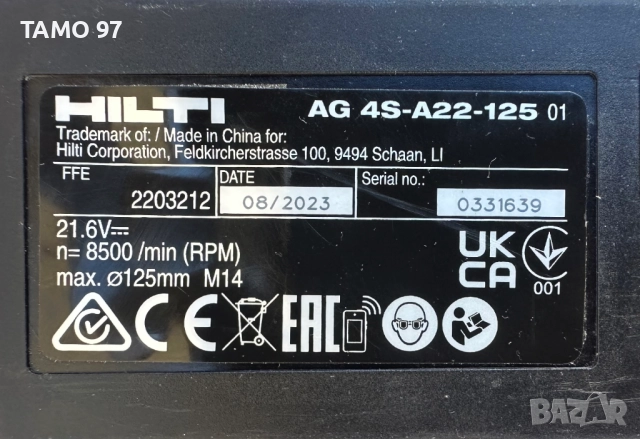 TAMO 97
HILTI AG 4S-A22-125 01
Trademark of: / Made in China for:
Hilti Corporation, Feldkircherstrasse 100, 9494 Schaan, LI
FFE DATE Serial no.:
2203212 08/2023 0331639
21.6V⎓
n= 8500 /min (RPM)
max. ⌀125mm M14
UK
CA
001
CE EAC
BAZAR